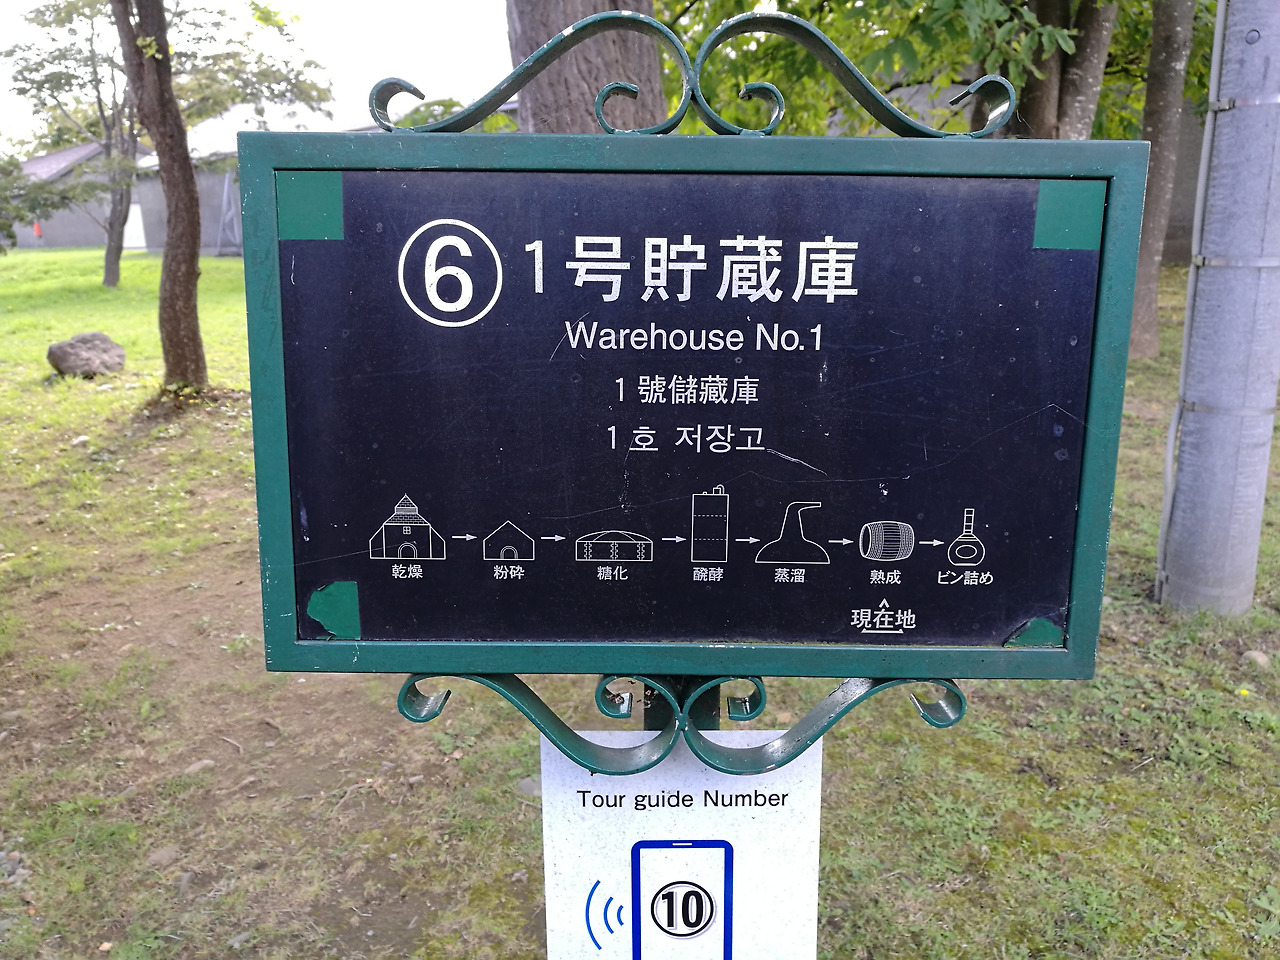 ⑥ 1号貯蔵庫
Warehouse No.1
1 號儲藏庫
1 호 저장고
乾燥 粉砕 糖化 醗酵 蒸溜 熟成 ビン詰め
現在地
Tour guide Number
⑩